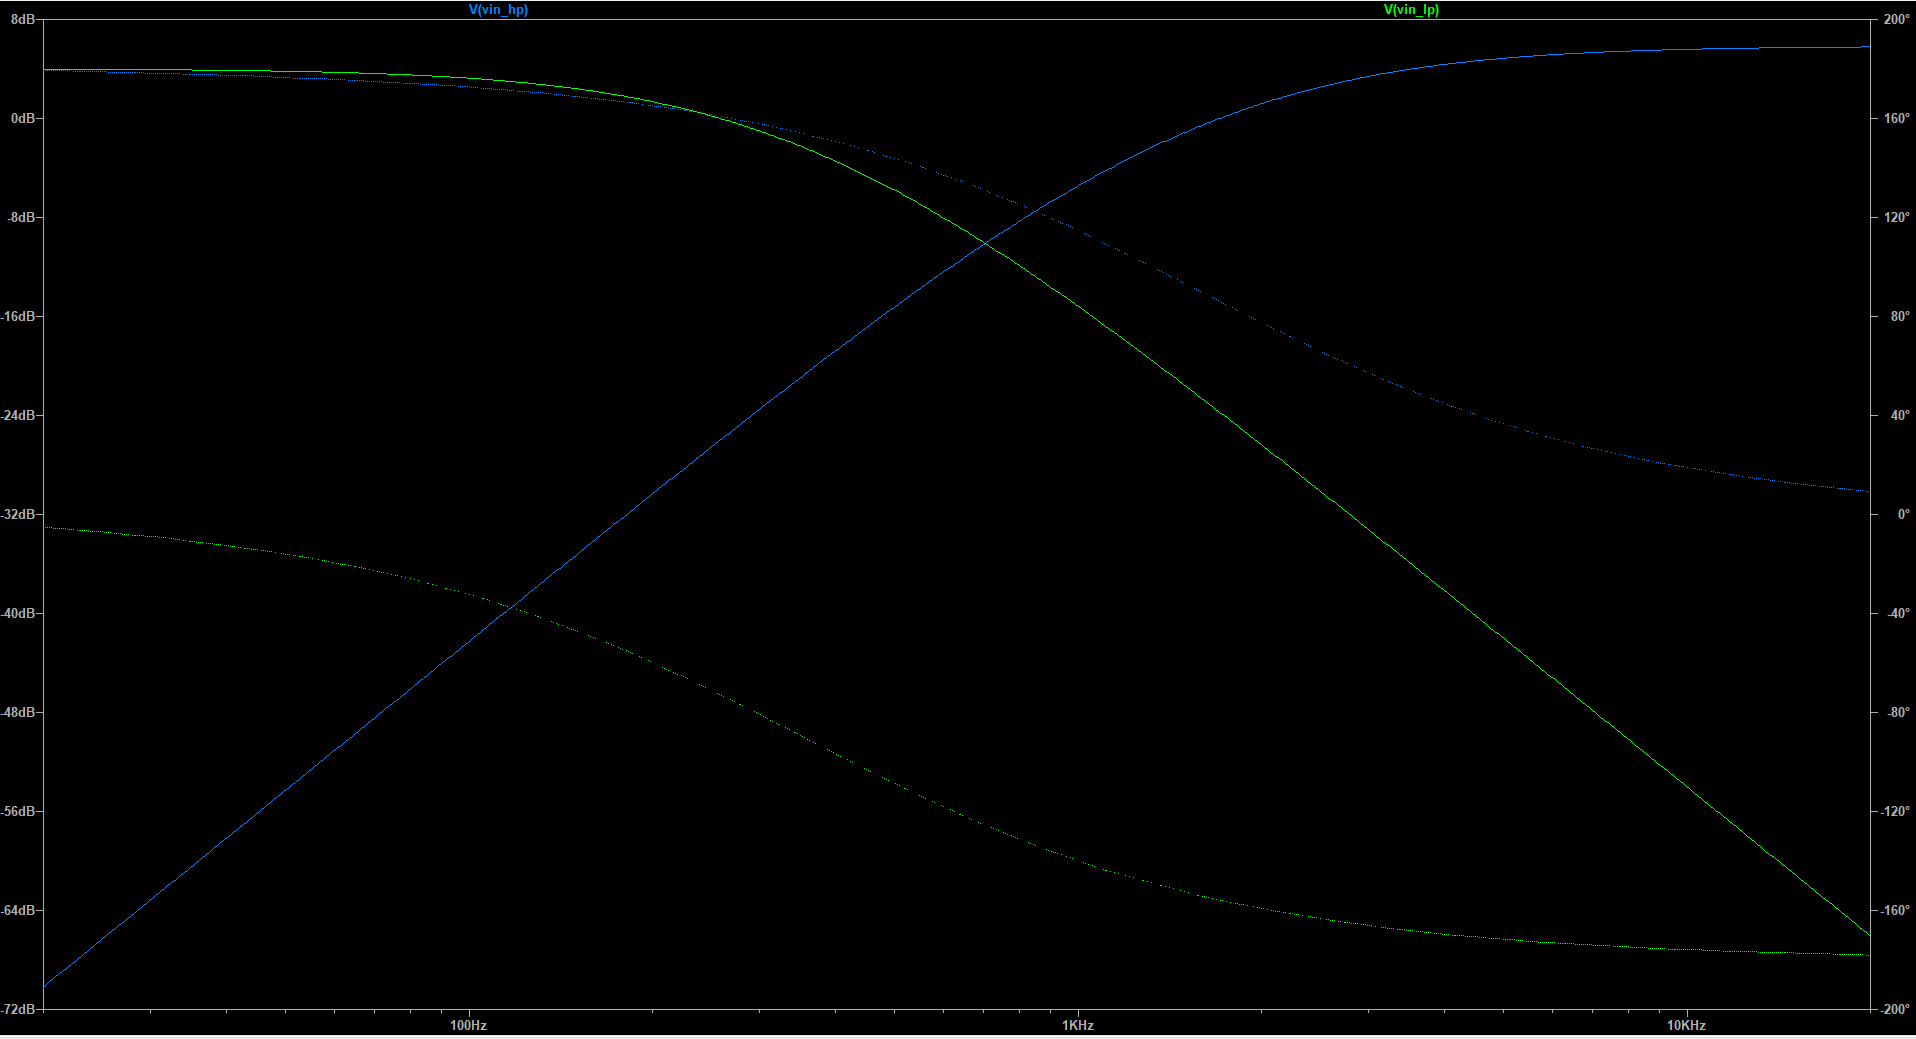 V(vin_hp) V(vin_lp)
8dB 200°
0dB 160°
-8dB 120°
-16dB 80°
-24dB 40°
-32dB 0°
-40dB -40°
-48dB -80°
-56dB -120°
-64dB -160°
-72dB -200°
100Hz 1KHz 10KHz